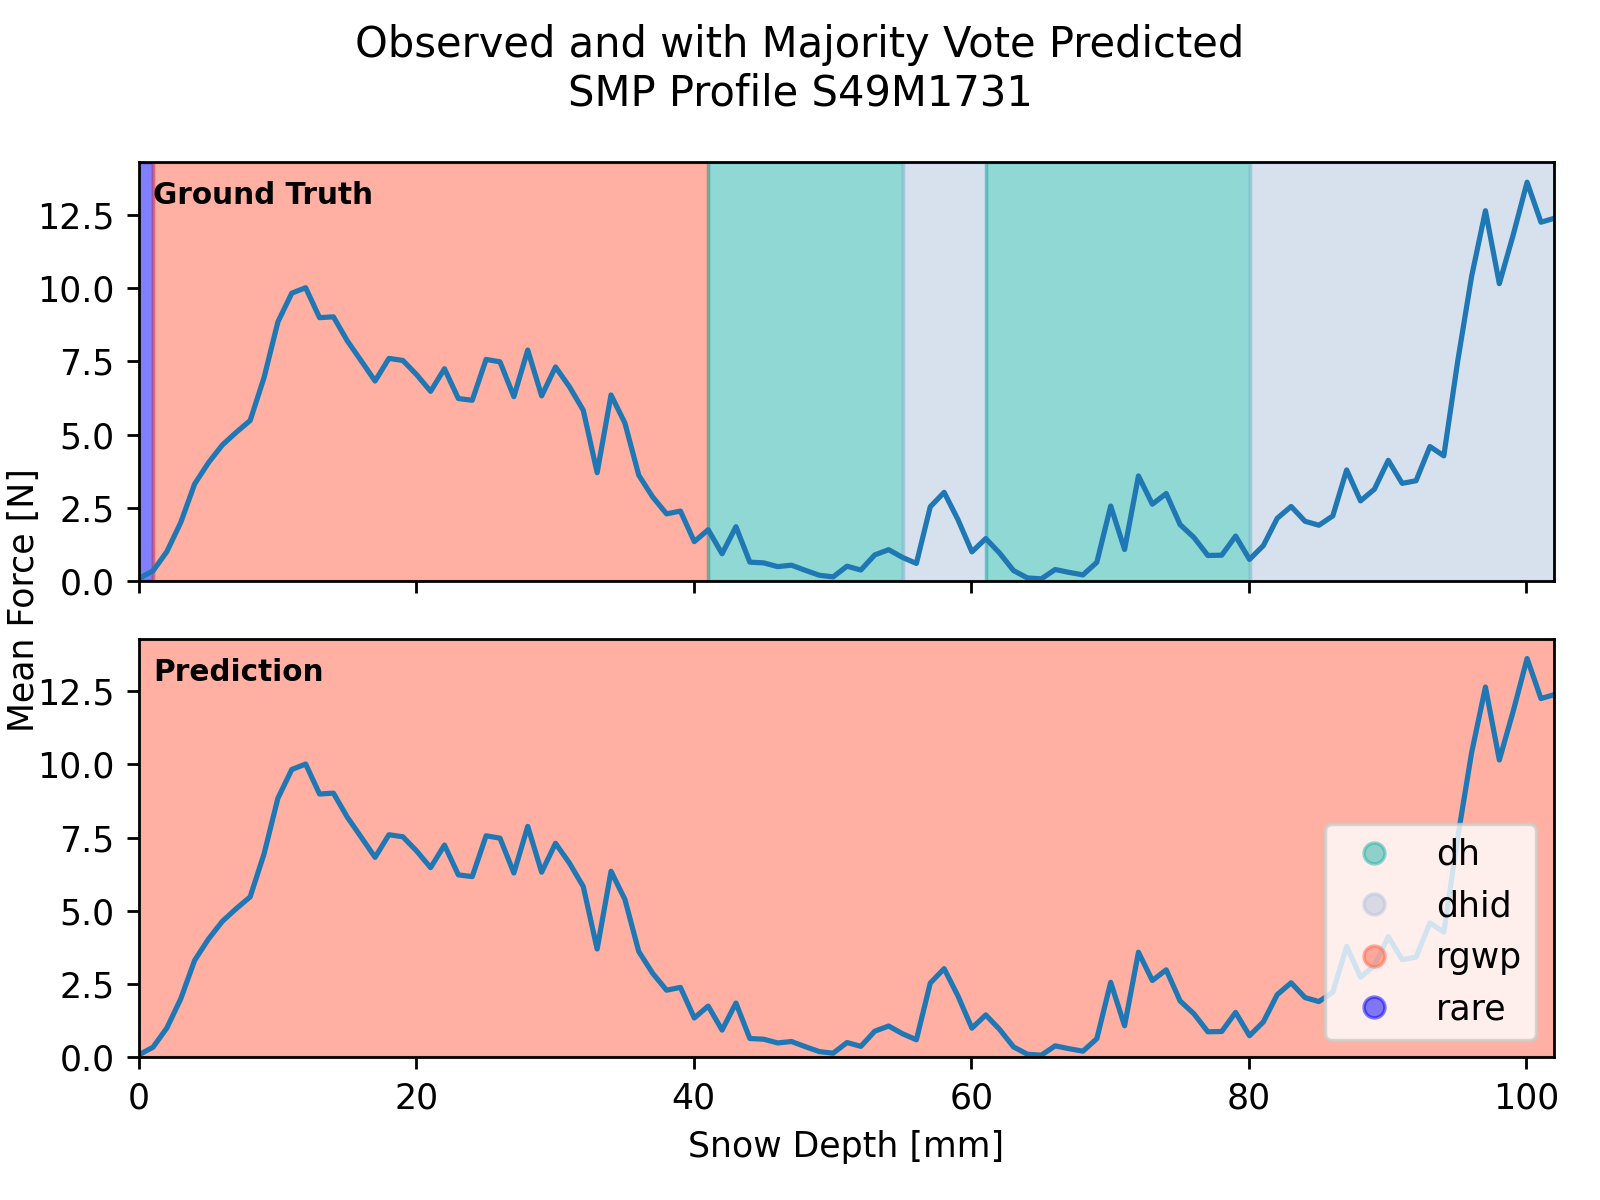 Observed and with Majority Vote Predicted
SMP Profile S49M1731
Ground Truth
12.5
10.0
7.5
5.0
2.5
0.0
Mean Force [N]
Prediction
12.5
10.0
7.5
5.0
2.5
0.0
dh
dhid
rgwp
rare
0 20 40 60 80 100
Snow Depth [mm]